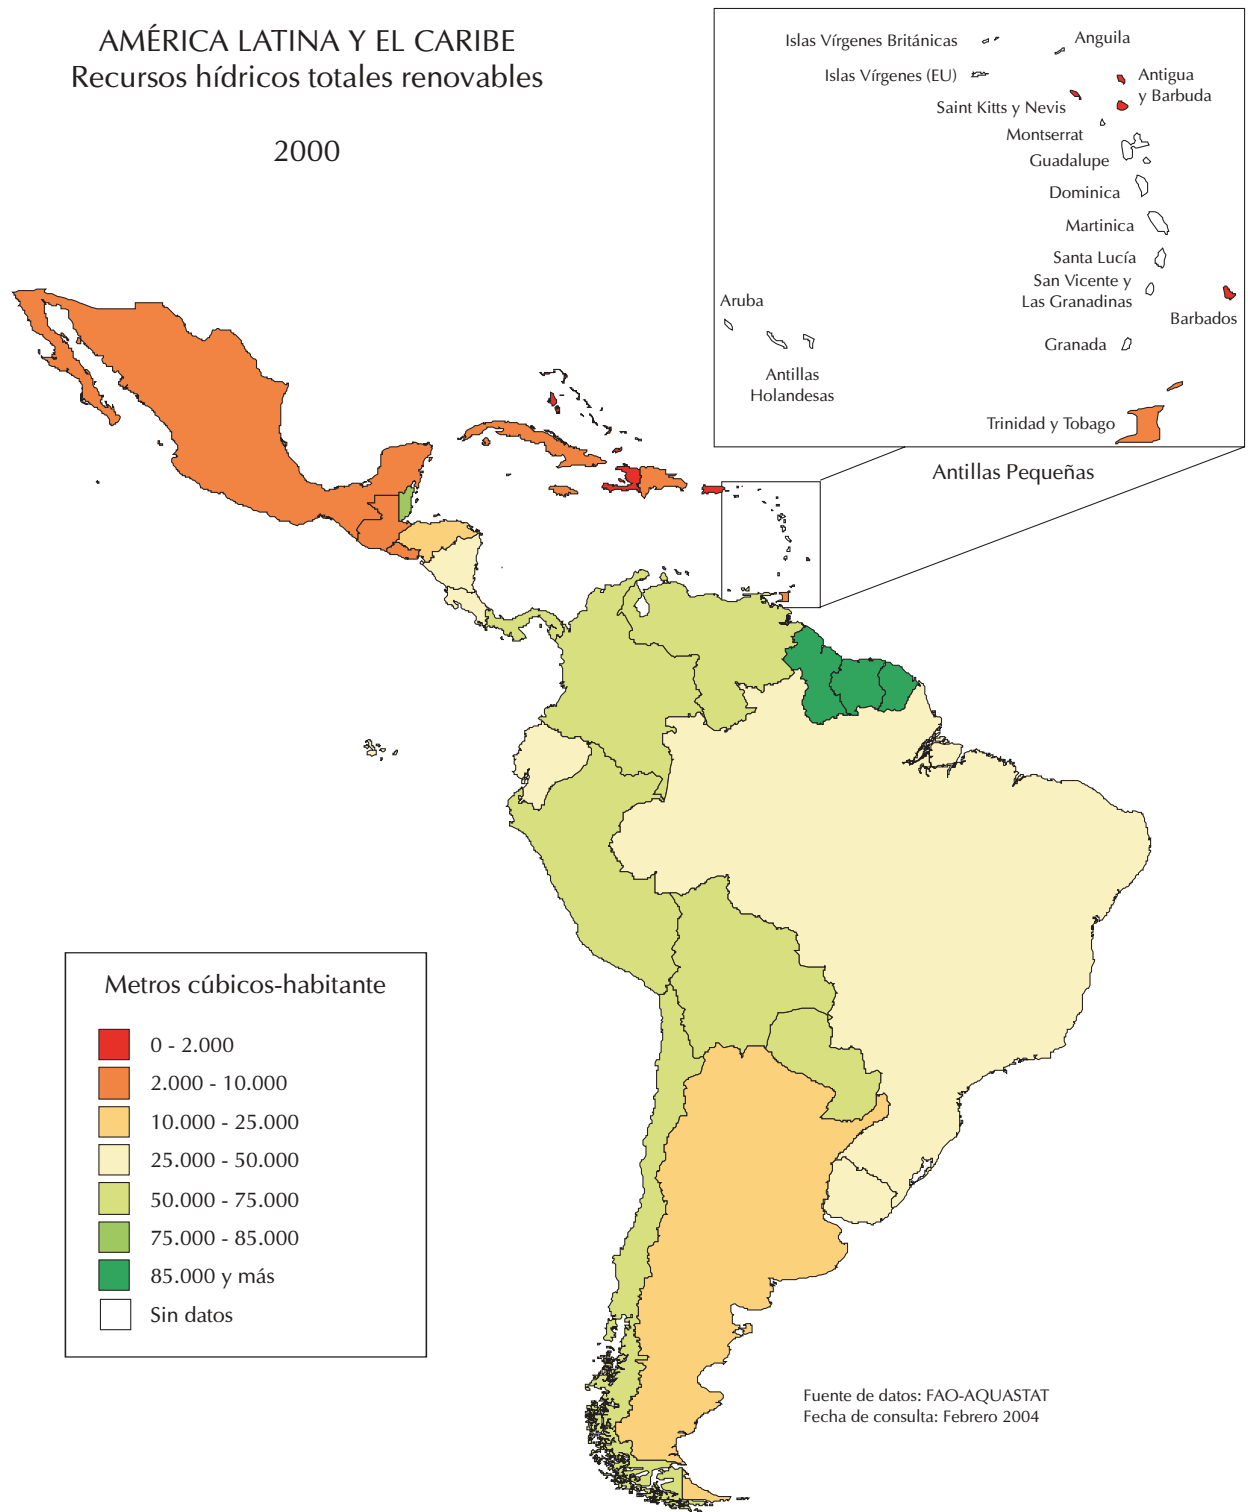 AMÉRICA LATINA Y EL CARIBE
Recursos hídricos totales renovables
2000
Islas Vírgenes Británicas
Anguila
Islas Vírgenes (EU)
Antigua
y Barbuda
Saint Kitts y Nevis
Montserrat
Guadalupe
Dominica
Martinica
Santa Lucía
San Vicente y
Las Granadinas
Aruba
Barbados
Granada
Antillas
Holandesas
Trinidad y Tobago
Antillas Pequeñas
Metros cúbicos-habitante
0 - 2.000
2.000 - 10.000
10.000 - 25.000
25.000 - 50.000
50.000 - 75.000
75.000 - 85.000
85.000 y más
Sin datos
Fuente de datos: FAO-AQUASTAT
Fecha de consulta: Febrero 2004